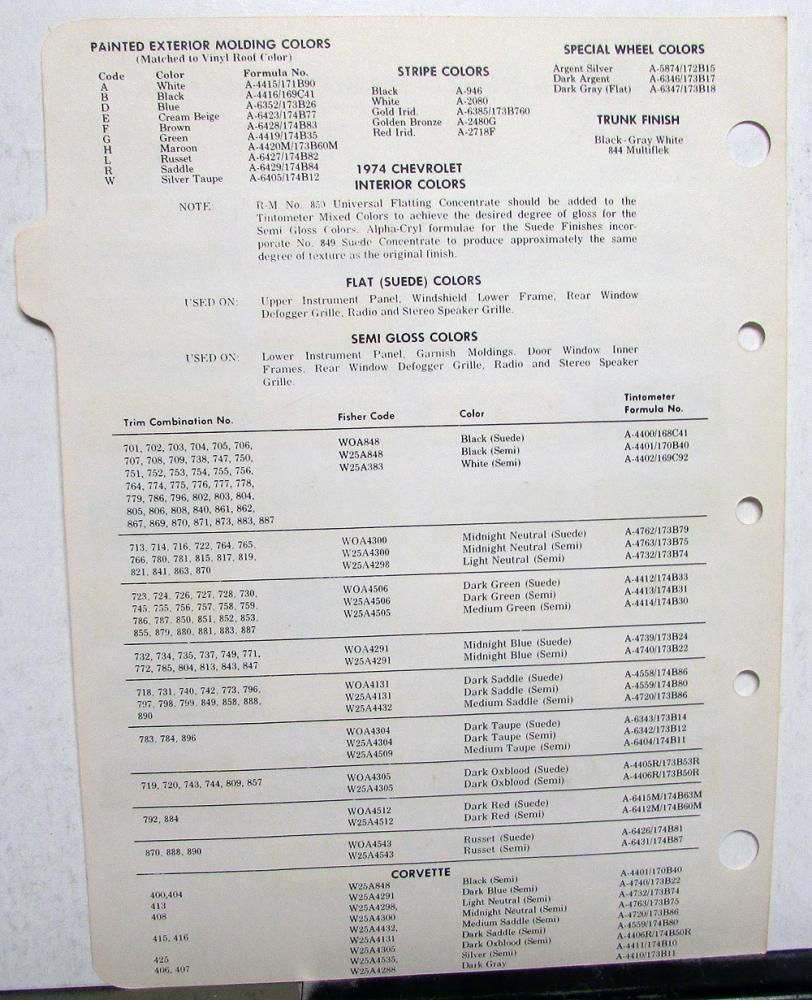 PAINTED EXTERIOR MOLDING COLORS
(Matched to Vinyl Roof Color)
Code Color Formula No.
A White A-4415/171B90
B Black A-4416/169C41
D Blue A-6352/173B26
E Cream Beige A-6423/174B77
F Brown A-6428/174B83
G Green A-4419/174B35
H Maroon A-4420M/173B60M
L Russet A-6427/174B82
R Saddle A-6429/174B84
W Silver Taupe A-6405/174B12
STRIPE COLORS
Black A-946
White A-2080
Gold Irid. A-6385/173B760
Golden Bronze A-2480G
Red Irid. A-2718F
SPECIAL WHEEL COLORS
Argent Silver A-5874/172B15
Dark Argent A-6346/173B17
Dark Gray (Flat) A-6347/173B18
TRUNK FINISH
Black-Gray White
844 Multiflek
1974 CHEVROLET
INTERIOR COLORS
NOTE: R-M No. 850 Universal Flatting Concentrate should be added to the
Tintometer Mixed Colors to achieve the desired degree of gloss for the
Semi Gloss Colors. Alpha-Cryl formulae for the Suede Finishes incor-
porate No. 849 Suede Concentrate to produce approximately the same
degree of texture as the original finish.
FLAT (SUEDE) COLORS
USED ON: Upper Instrument Panel, Windshield Lower Frame, Rear Window
Defogger Grille, Radio and Stereo Speaker Grille.
SEMI GLOSS COLORS
USED ON: Lower Instrument Panel, Garnish Moldings, Door Window Inner
Frames, Rear Window Defogger Grille, Radio and Stereo Speaker
Grille.
Trim Combination No. Fisher Code Color Tintometer
Formula No.
701, 702, 703, 704, 705, 706, WOA848 Black (Suede) A-4400/168C41
707, 708, 709, 738, 747, 750, W25A848 Black (Semi) A-4401/170B40
751, 752, 753, 754, 755, 756, W25A383 White (Semi) A-4402/169C92
764, 774, 775, 776, 777, 778,
779, 786, 796, 802, 803, 804,
805, 806, 808, 840, 861, 862,
867, 869, 870, 871, 873, 883, 887
713, 714, 716, 722, 764, 765, WOA4300 Midnight Neutral (Suede) A-4762/173B79
766, 780, 781, 815, 817, 819, W25A4300 Midnight Neutral (Semi) A-4763/173B75
821, 841, 863, 870 W25A4298 Light Neutral (Semi) A-4732/173B74
723, 724, 726, 727, 728, 730, WOA4506 Dark Green (Suede) A-4412/174B33
745, 755, 756, 757, 758, 759, W25A4506 Dark Green (Semi) A-4413/174B31
786, 787, 850, 851, 852, 853, W25A4505 Medium Green (Semi) A-4414/174B30
855, 879, 880, 881, 883, 887
732, 734, 735, 737, 749, 771, WOA4291 Midnight Blue (Suede) A-4739/173B24
772, 785, 804, 813, 843, 847 W25A4291 Midnight Blue (Semi) A-4740/173B22
718, 731, 740, 742, 773, 796, WOA4131 Dark Saddle (Suede) A-4558/174B86
797, 798, 799, 849, 858, 888, W25A4131 Dark Saddle (Semi) A-4559/174B80
890 W25A4432 Medium Saddle (Semi) A-4720/173B86
783, 784, 896 WOA4304 Dark Taupe (Suede) A-6343/173B14
W25A4304 Dark Taupe (Semi) A-6342/173B12
W25A4509 Medium Taupe (Semi) A-6404/174B11
719, 720, 743, 744, 809, 857 WOA4305 Dark Oxblood (Suede) A-4405R/173B53R
W25A4305 Dark Oxblood (Semi) A-4406R/173B50R
792, 884 WOA4512 Dark Red (Suede) A-6415M/174B63M
W25A4512 Dark Red (Semi) A-6412M/174B60M
870, 888, 890 WOA4543 Russet (Suede) A-6426/174B81
W25A4543 Russet (Semi) A-6431/174B87
CORVETTE
400,404 W25A848 Black (Semi) A-4401/170B40
413 W25A4291 Dark Blue (Semi) A-4740/173B22
408 W25A4298, Light Neutral (Semi) A-4732/173B74
W25A4300 Midnight Neutral (Semi) A-4763/173B75
415, 416 W25A4432, Medium Saddle (Semi) A-4720/173B86
W25A4131 Dark Saddle (Semi) A-4559/174B80
425 W25A4305 Dark Oxblood (Semi) A-4406R/174B50R
406, 407 W25A4535, Silver (Semi) A-4411/174B10
W25A4288 Dark Gray A-4410/173B11